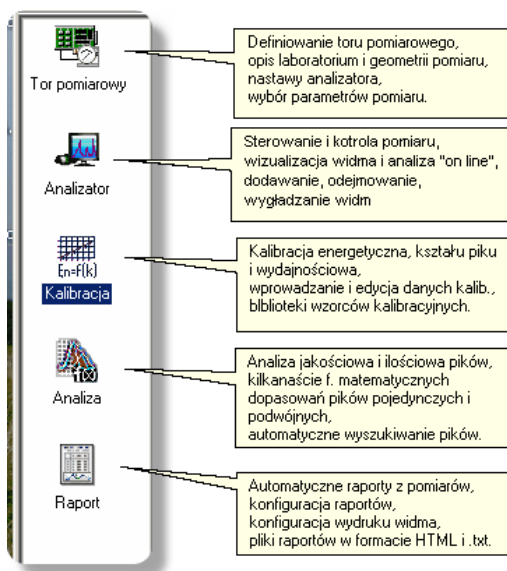 Tor pomiarowy
Definiowanie toru pomiarowego,
opis laboratorium i geometrii pomiaru,
nastawy analizatora,
wybór parametrów pomiaru.
Analizator
Sterowanie i kotrola pomiaru,
wizualizacja widma i analiza "on line",
dodawanie, odejmowanie,
wygładzanie widm
En=f(k)
Kalibracja
Kalibracja energetyczna, kształtu piku
i wydajnościowa,
wprowadzanie i edycja danych kalib.,
blblioteki wzorców kalibracyjnych.
f(x)
Analiza
Analiza jakościowa i ilościowa pików,
kilkanaście f. matematycznych
dopasowań pików pojedynczych i
podwójnych,
automatyczne wyszukiwanie pików.
Raport
Automatyczne raporty z pomiarów,
konfiguracja raportów,
konfiguracja wydruku widma,
pliki raportów w formacie HTML i .txt.